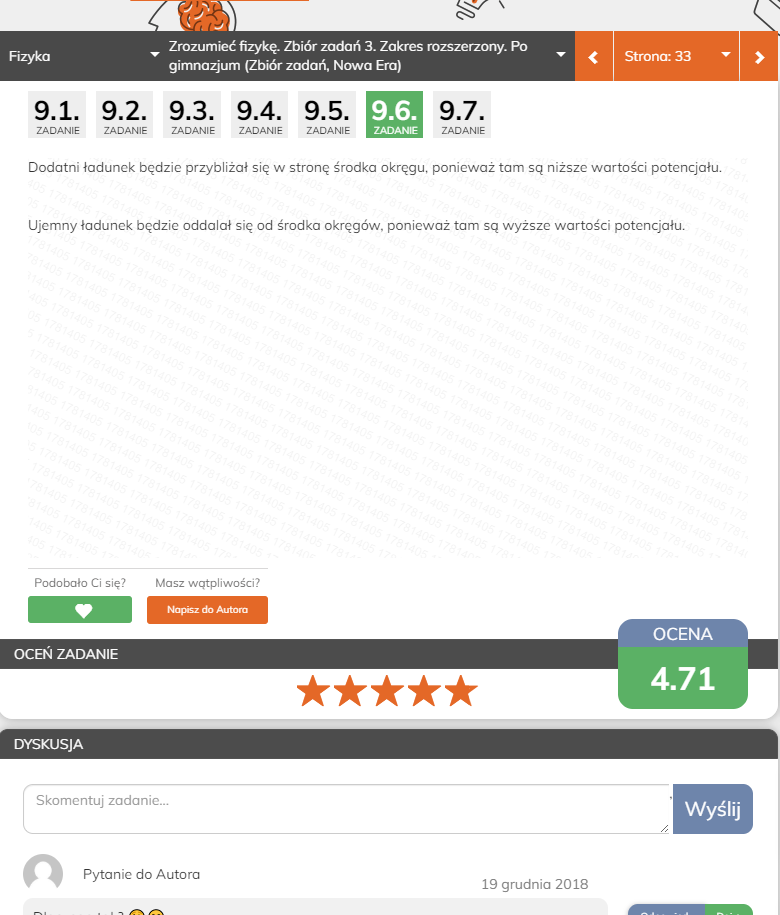 Fizyka
Zrozumieć fizykę. Zbiór zadań 3. Zakres rozszerzony. Po
gimnazjum (Zbiór zadań, Nowa Era)
Strona: 33
9.1. 9.2. 9.3. 9.4. 9.5. 9.6. 9.7.
ZADANIE ZADANIE ZADANIE ZADANIE ZADANIE ZADANIE ZADANIE
Dodatni ładunek będzie przybliżał się w stronę środka okręgu, ponieważ tam są niższe wartości potencjału.
Ujemny ładunek będzie oddalał się od środka okręgów, ponieważ tam są wyższe wartości potencjału.
Podobało Ci się? Masz wątpliwości?
Napisz do Autora
OCENA
OCEŃ ZADANIE
4.71
DYSKUSJA
Skomentuj zadanie...
Wyślij
Pytanie do Autora
19 grudnia 2018